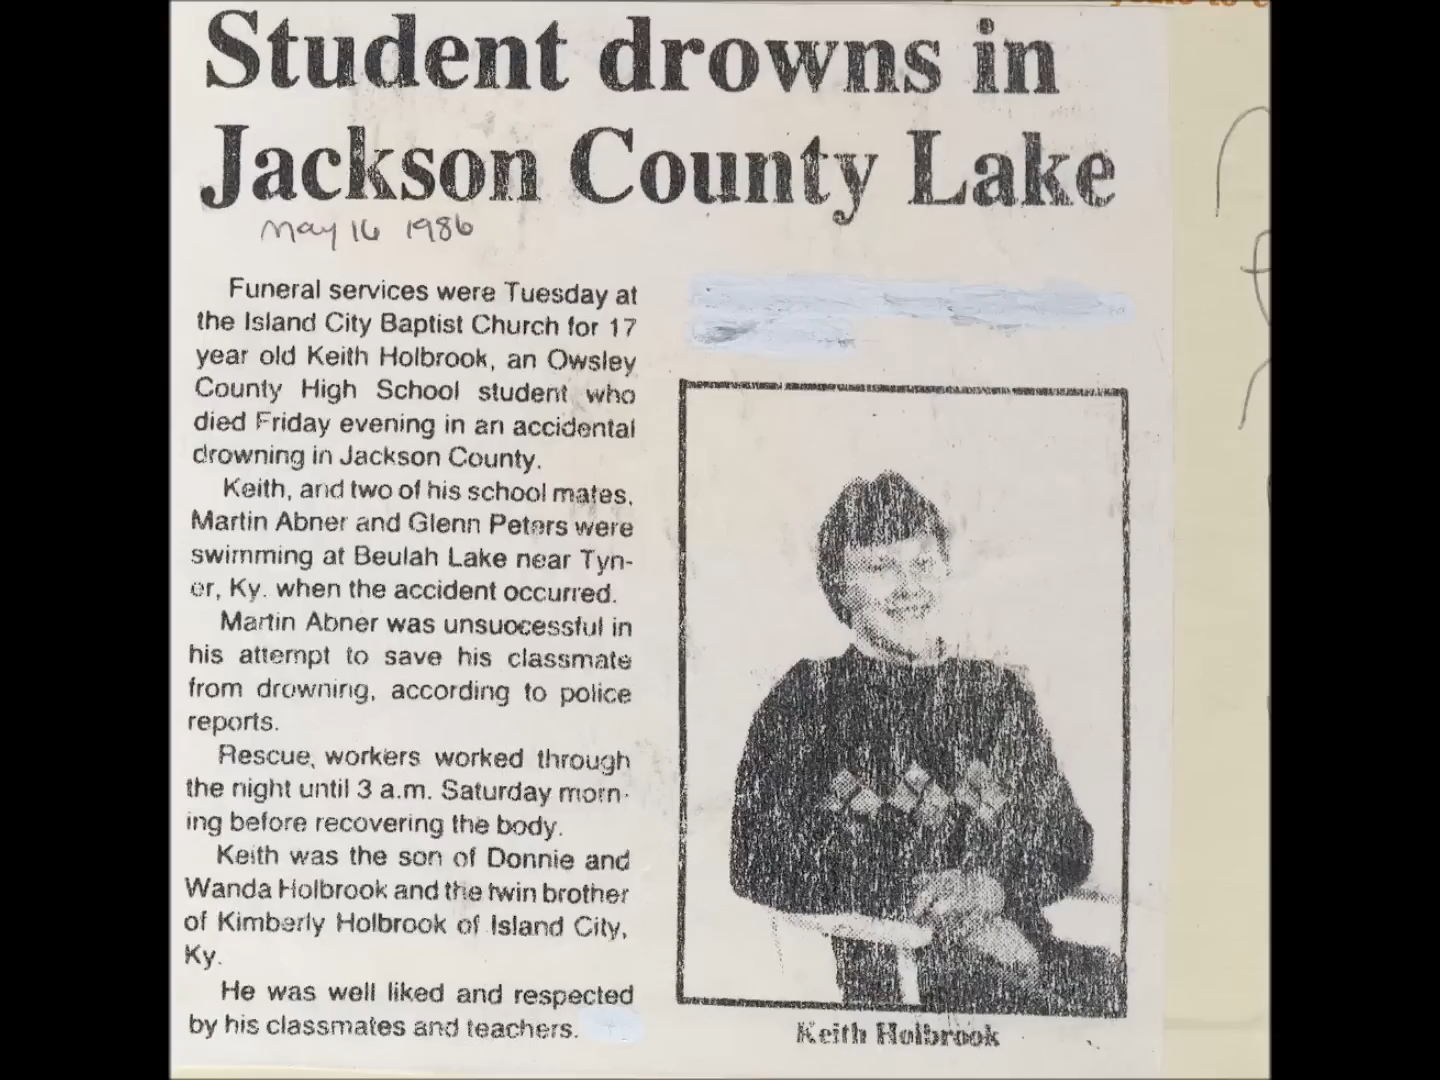 Student drowns in
Jackson County Lake
May 16 1986
Funeral services were Tuesday at
the Island City Baptist Church for 17
year old Keith Holbrook, an Owsley
County High School student who
died Friday evening in an accidental
drowning in Jackson County.
Keith, and two of his school mates,
Martin Abner and Glenn Peters were
swimming at Beulah Lake near Tyn-
er, Ky. when the accident occurred.
Martin Abner was unsuccessful in
his attempt to save his classmate
from drowning, according to police
reports.
Rescue, workers worked through
the night until 3 a.m. Saturday morn-
ing before recovering the body.
Keith was the son of Donnie and
Wanda Holbrook and the twin brother
of Kimberly Holbrook of Island City,
Ky.
He was well liked and respected
by his classmates and teachers.
Keith Holbrook